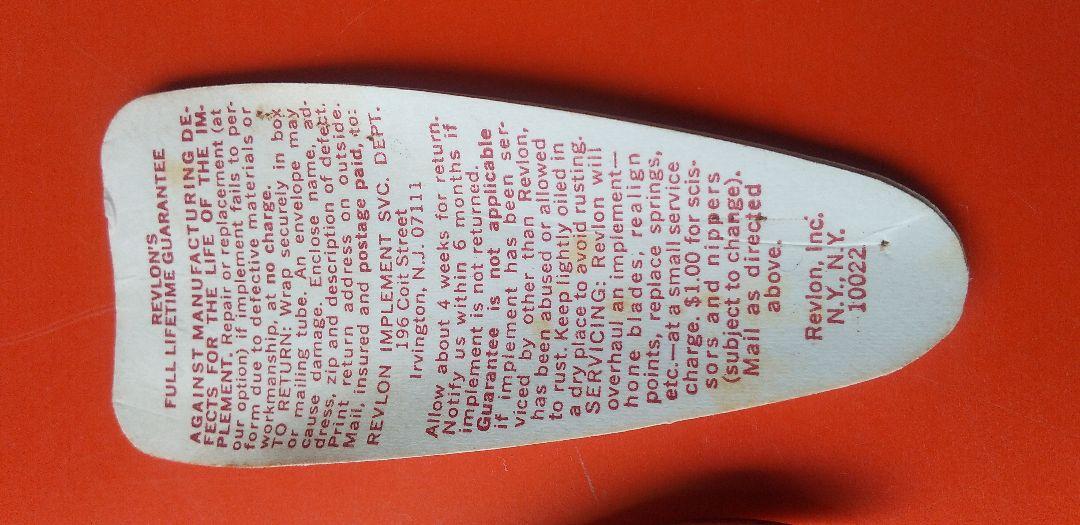 REVLON'S
FULL LIFETIME GUARANTEE
AGAINST MANUFACTURING DE-
FECTS FOR THE LIFE OF THE IM-
PLEMENT. Repair or replacement (at
our option) if implement fails to per-
form due to defective materials or
workmanship, at no charge.
TO RETURN: Wrap securely in box
or mailing tube. An envelope may
cause damage. Enclose name, ad-
dress, zip and description of defect.
Print return address on outside.
Mail, insured and postage paid, to:
REVLON IMPLEMENT SVC. DEPT.
196 Coit Street
Irvington, N.J. 07111
Allow about 4 weeks for return.
Notify us within 6 months if
implement is not returned.
Guarantee is not applicable
if implement has been ser-
viced by other than Revlon,
has been abused or allowed
to rust. Keep lightly oiled in
a dry place to avoid rusting.
SERVICING: Revlon will
overhaul an implement—
hone blades, realign
points, replace springs,
etc.—at a small service
charge. $1.00 for scis-
sors and nippers
(subject to change).
Mail as directed
above.
Revlon, Inc.
N.Y., N.Y.
10022